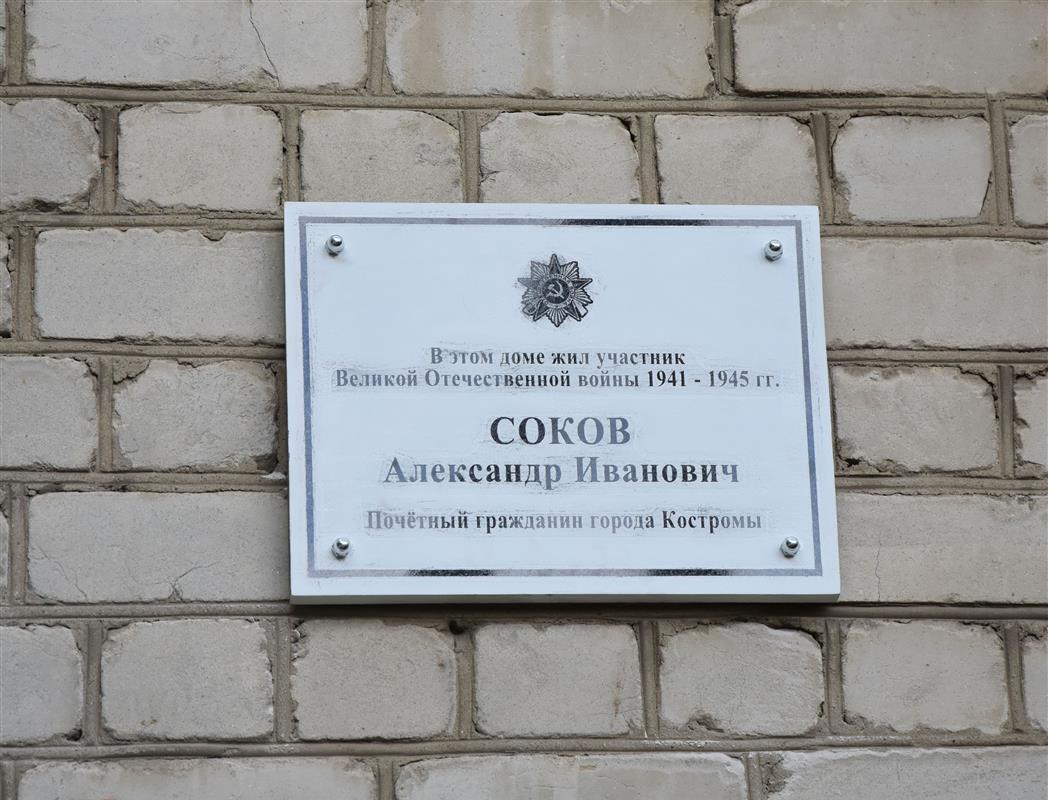 В этом доме жил участник
Великой Отечественной войны 1941 - 1945 гг.
СОКОВ
Александр Иванович
Почётный гражданин города Костромы